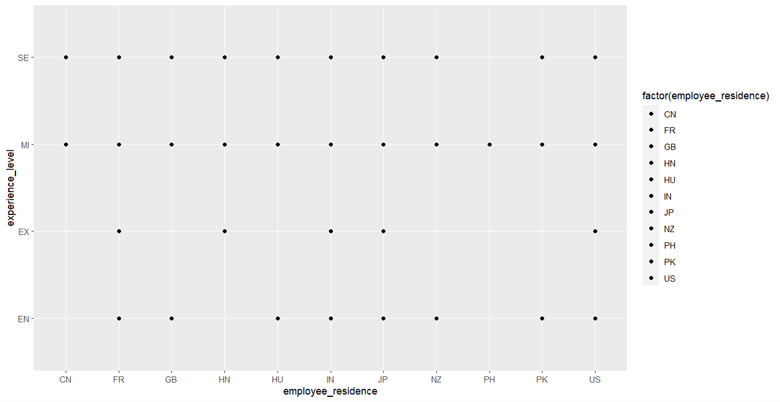 SE
MI
EX
EN
experience_level
CN FR GB HN HU IN JP NZ PH PK US
employee_residence
factor(employee_residence)
CN
FR
GB
HN
HU
IN
JP
NZ
PH
PK
US